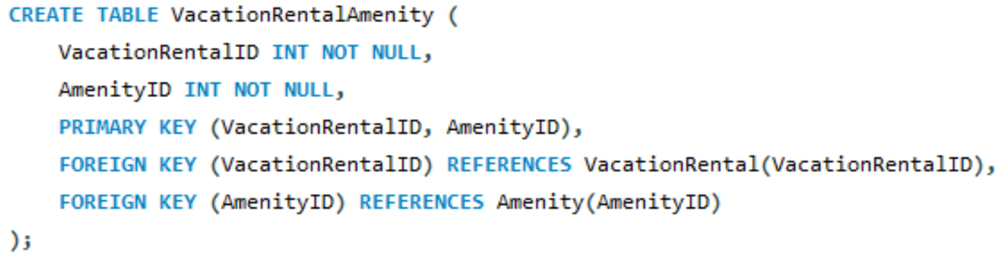 CREATE TABLE VacationRentalAmenity (
VacationRentalID INT NOT NULL,
AmenityID INT NOT NULL,
PRIMARY KEY (VacationRentalID, AmenityID),
FOREIGN KEY (VacationRentalID) REFERENCES VacationRental(VacationRentalID),
FOREIGN KEY (AmenityID) REFERENCES Amenity(AmenityID)
);